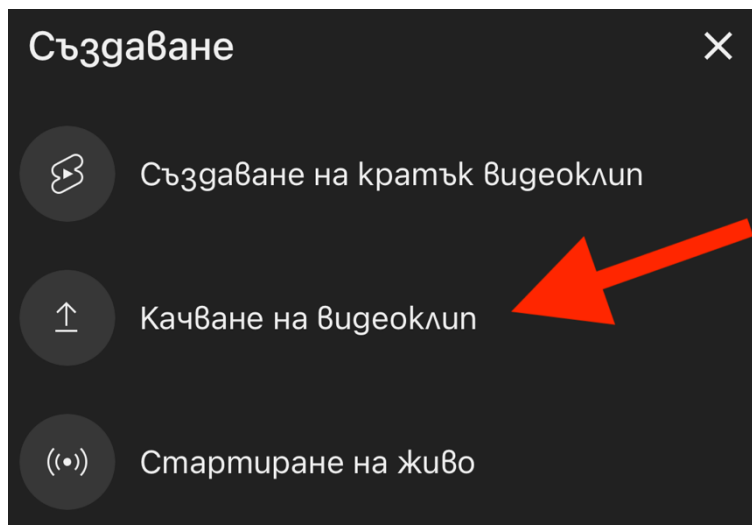 Създаване
Създаване на кратък видеоклип
Качване на видеоклип
Стартиране на живо